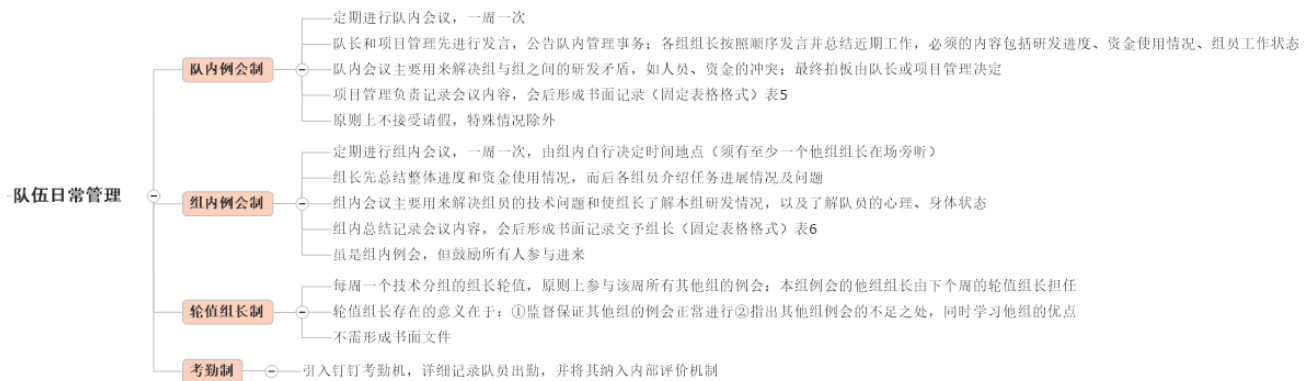 队伍日常管理
队内例会制
定期进行队内会议，一周一次
队长和项目管理先进行发言，公告队内管理事务；各组组长按照顺序发言并总结近期工作，必须的内容包括研发进度、资金使用情况、组员工作状态
队内会议主要用来解决组与组之间的研发矛盾，如人员、资金的冲突；最终拍板由队长或项目管理决定
项目管理负责记录会议内容，会后形成书面记录（固定表格格式）表5
原则上不接受请假，特殊情况除外
组内例会制
定期进行组内会议，一周一次，由组内自行决定时间地点（须有至少一个他组组长在场旁听）
组长先总结整体进度和资金使用情况，而后各组员介绍任务进展情况及问题
组内会议主要用来解决组员的技术问题和使组长了解本组研发情况，以及了解队员的心理、身体状态
组内总结记录会议内容，会后形成书面记录交予组长（固定表格格式）表6
虽是组内例会，但鼓励所有人参与进来
轮值组长制
每周一个技术分组的组长轮值，原则上参与该周所有其他组的例会；本组例会的他组组长由下个周的轮值组长担任
轮值组长存在的意义在于：①监督保证其他组的例会正常进行②指出其他组例会的不足之处，同时学习他组的优点
不需形成书面文件
考勤制
引入钉钉考勤机，详细记录队员出勤，并将其纳入内部评价机制